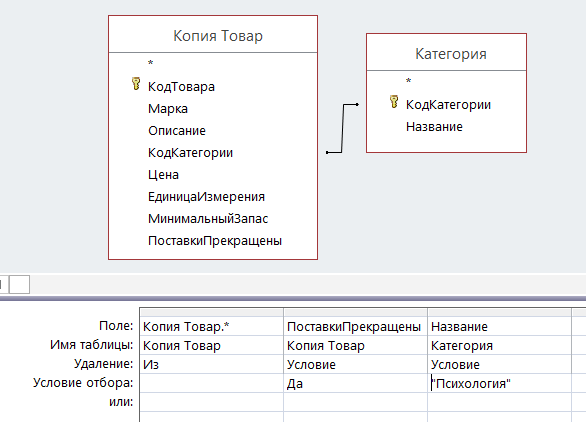 Копия Товар
*
КодТовара
Марка
Описание
КодКатегории
Цена
ЕдиницаИзмерения
МинимальныйЗапас
ПоставкиПрекращены
Категория
*
КодКатегории
Название
Поле: Копия Товар.* ПоставкиПрекращены Название
Имя таблицы: Копия Товар Копия Товар Категория
Удаление: Из Условие Условие
Условие отбора: Да "Психология"
или: